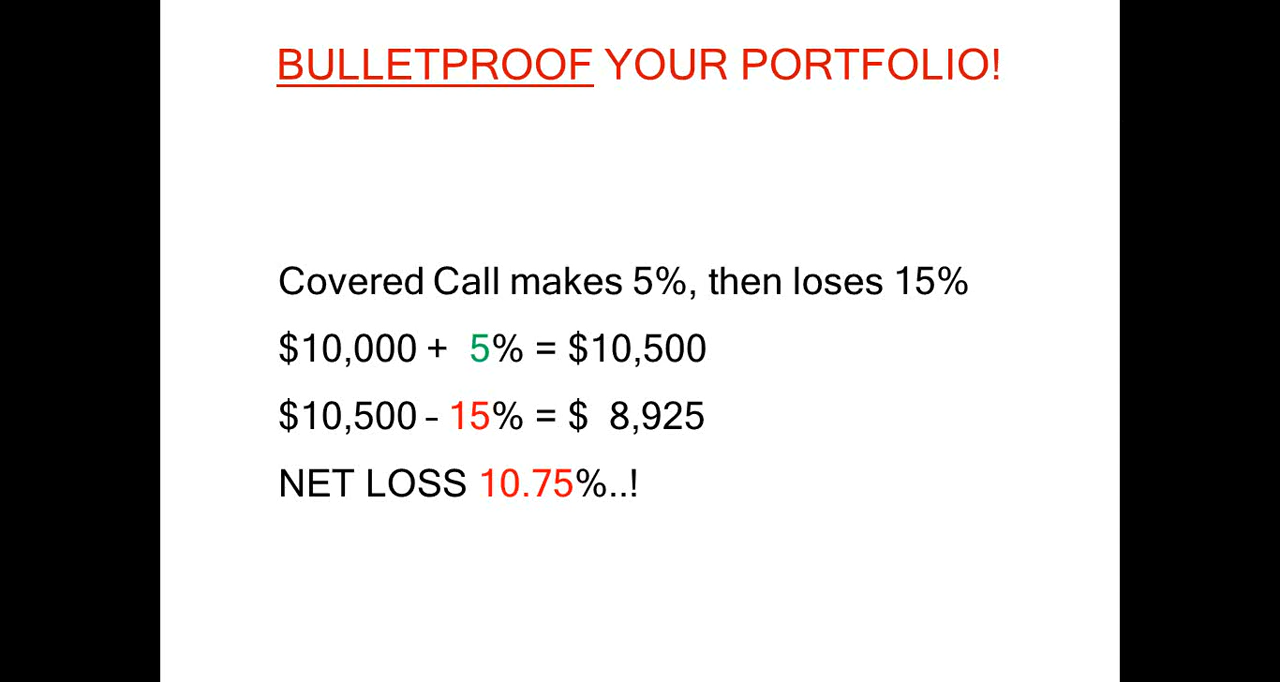 BULLETPROOF YOUR PORTFOLIO!
Covered Call makes 5%, then loses 15%
$10,000 + 5% = $10,500
$10,500 – 15% = $ 8,925
NET LOSS 10.75%..!